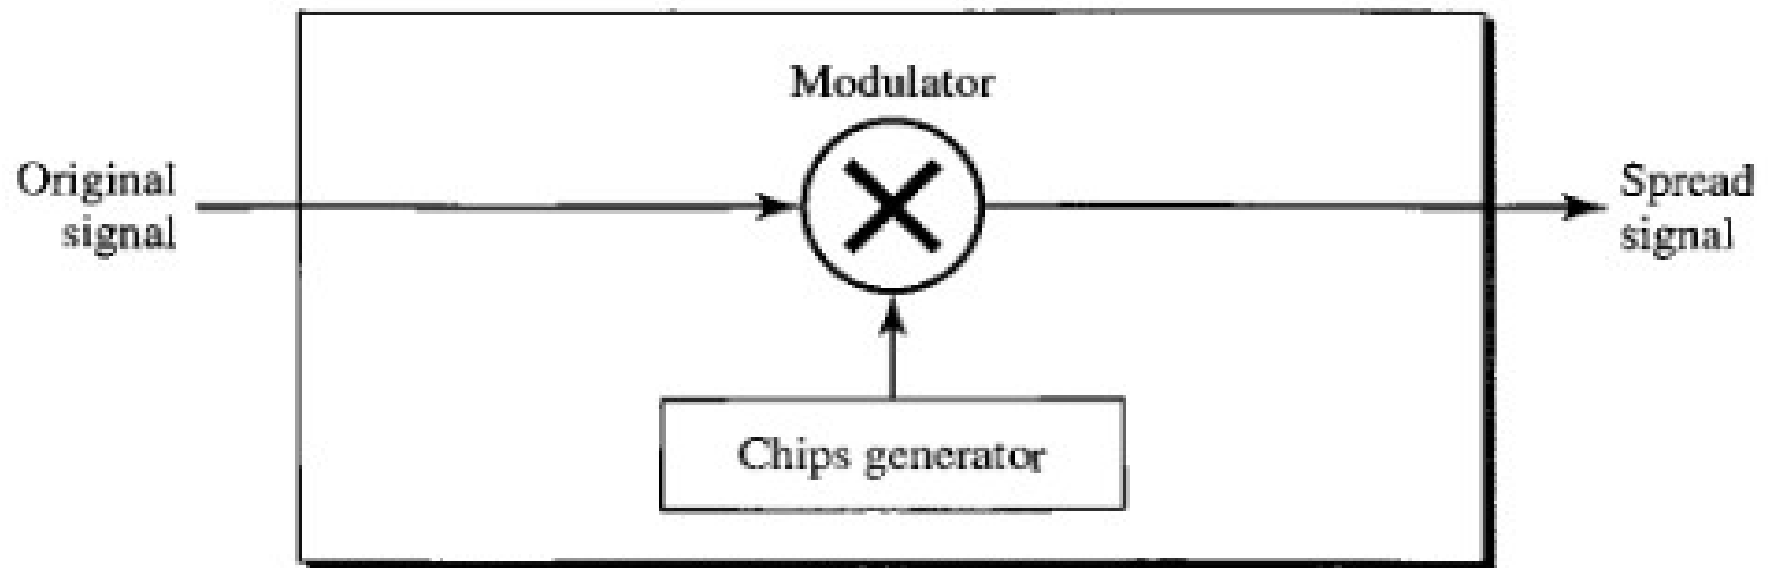 Modulator
Original
signal
Spread
signal
Chips generator